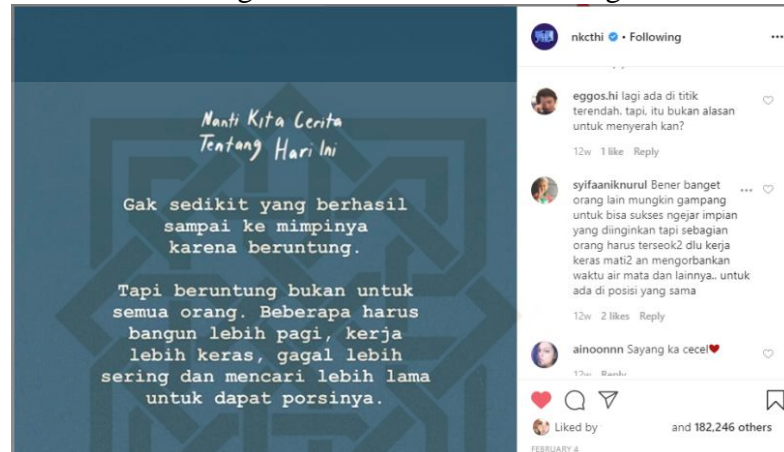 Nanti Kita Cerita
Tentang Hari Ini
Gak sedikit yang berhasil
sampai ke mimpinya
karena beruntung.
Tapi beruntung bukan untuk
semua orang. Beberapa harus
bangun lebih pagi, kerja
lebih keras, gagal lebih
sering dan mencari lebih lama
untuk dapat porsinya.
nkcthi • Following
eggos.hi lagi ada di titik
terendah. tapi, itu bukan alasan
untuk menyerah kan?
12w 1 like Reply
syifaaniknurul Bener banget
orang lain mungkin gampang
untuk bisa sukses ngejar impian
yang diinginkan tapi sebagian
orang harus terseok2 dlu kerja
keras mati2 an mengorbankan
waktu air mata dan lainnya.. untuk
ada di posisi yang sama
12w 2 likes Reply
ainoonnn Sayang ka cecel❤
12w Reply
Liked by and 182,246 others
FEBRUARY 4